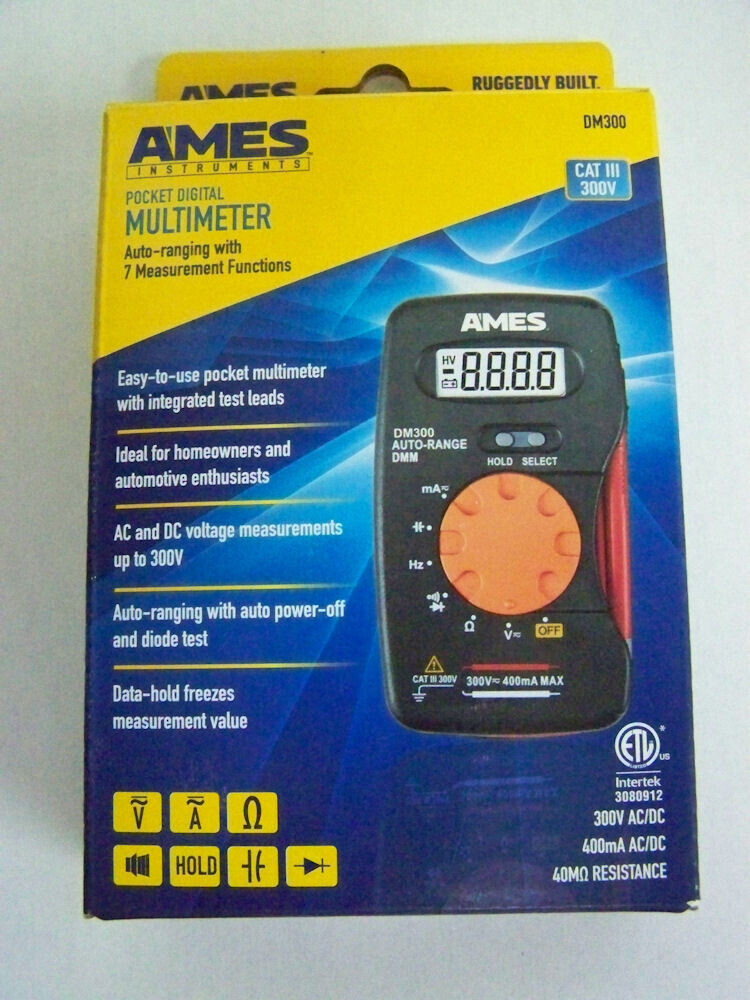 AMES
RUGGEDLY BUILT.
AMES
INSTRUMENTS
DM300
CAT III
300V
POCKET DIGITAL
MULTIMETER
Auto-ranging with
7 Measurement Functions
Easy-to-use pocket multimeter
with integrated test leads
Ideal for homeowners and
automotive enthusiasts
AC and DC voltage measurements
up to 300V
Auto-ranging with auto power-off
and diode test
Data-hold freezes
measurement value
AMES
HV
8.8.8.8
DM300
AUTO-RANGE
DMM
HOLD SELECT
mA
Hz
Ω
V
OFF
CAT III 300V
300V 400mA MAX
V A Ω
HOLD
ETL
LISTED
US
*
Intertek
3080912
300V AC/DC
400mA AC/DC
40MΩ RESISTANCE